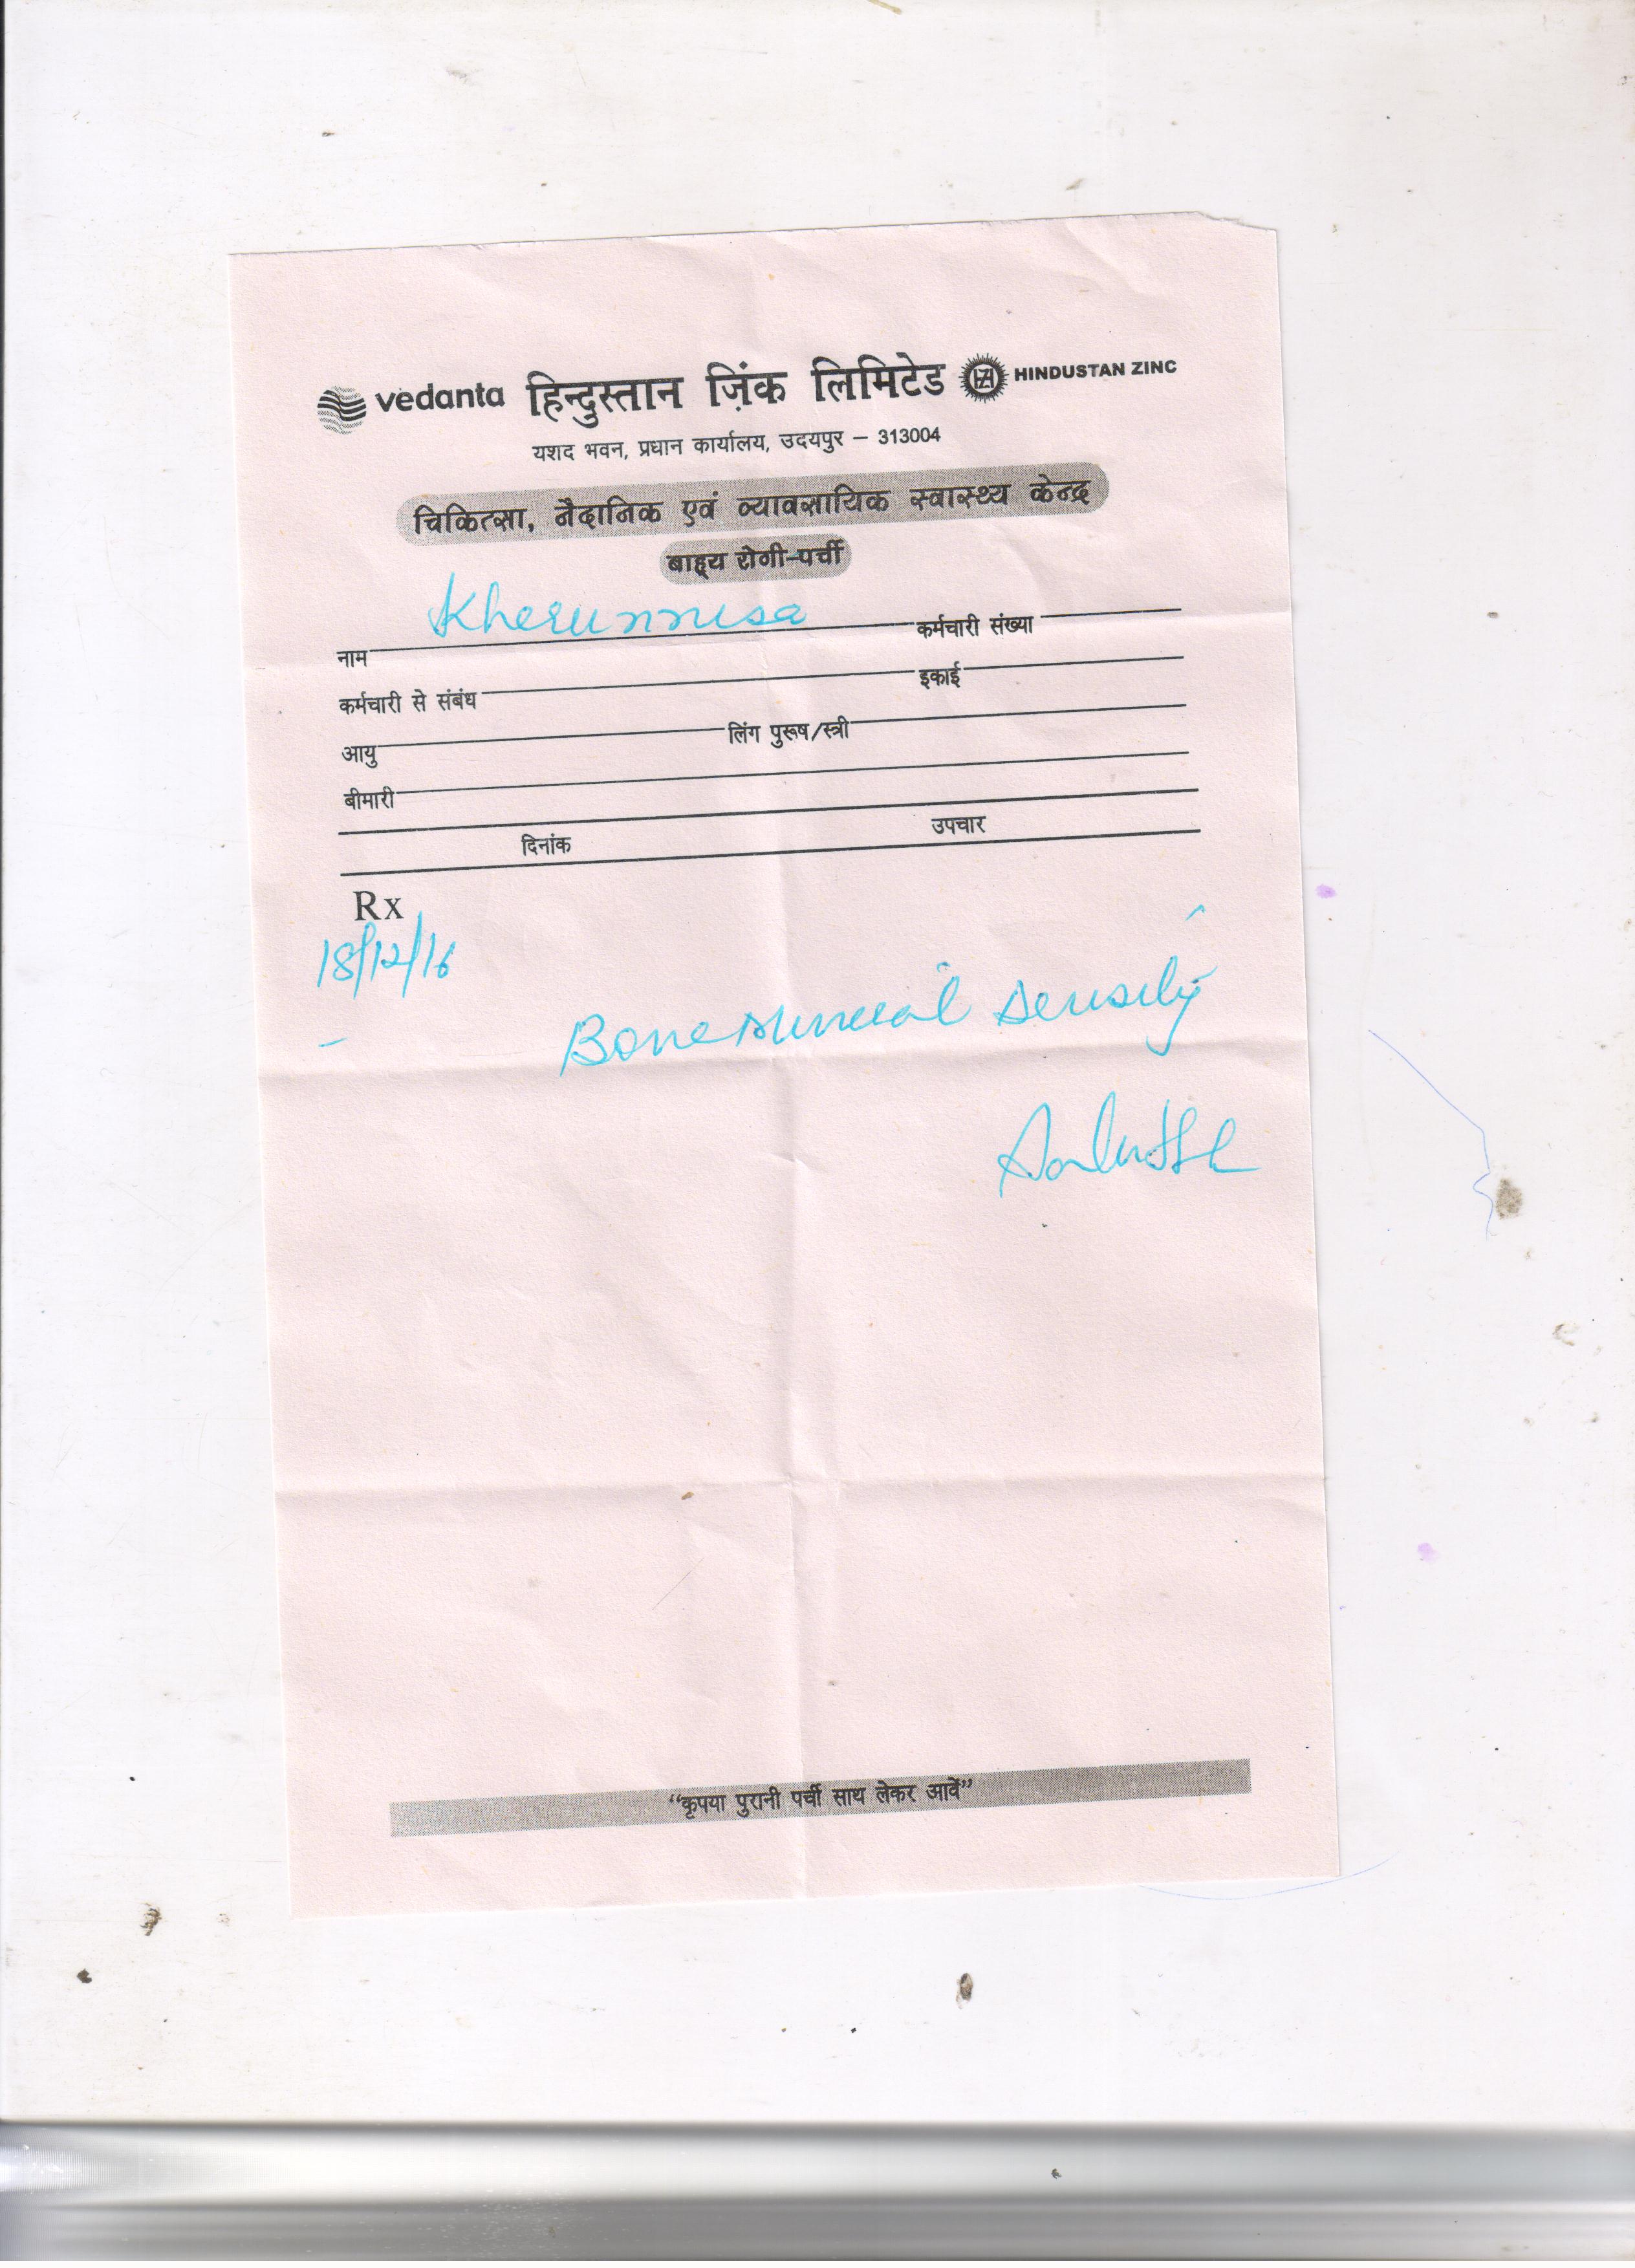 vedanta हिन्दुस्तान ज़िंक लिमिटेड HINDUSTAN ZINC
यशद भवन, प्रधान कार्यालय, उदयपुर – 313004
चिकित्सा, नैदानिक एवं व्यावसायिक स्वास्थ्य केन्द्र
बाह्य रोगी-पर्ची
नाम Kherunnisa कर्मचारी संख्या
कर्मचारी से संबंध इकाई
आयु लिंग पुरूष/स्त्री
बीमारी
दिनांक उपचार
Rx
18/12/16
Bone Mineral Density
“कृपया पुरानी पर्ची साथ लेकर आवें”